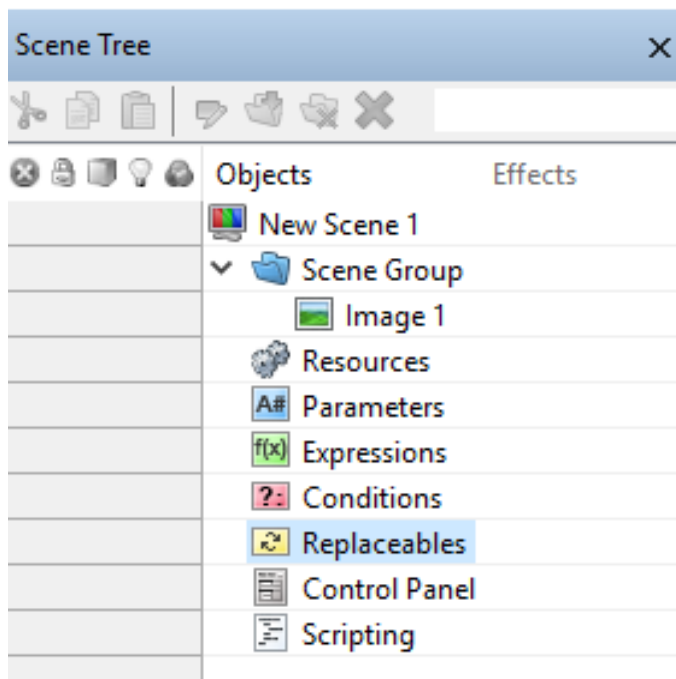 Scene Tree
Objects Effects
New Scene 1
Scene Group
Image 1
Resources
A# Parameters
f(x) Expressions
?: Conditions
Replaceables
Control Panel
Scripting